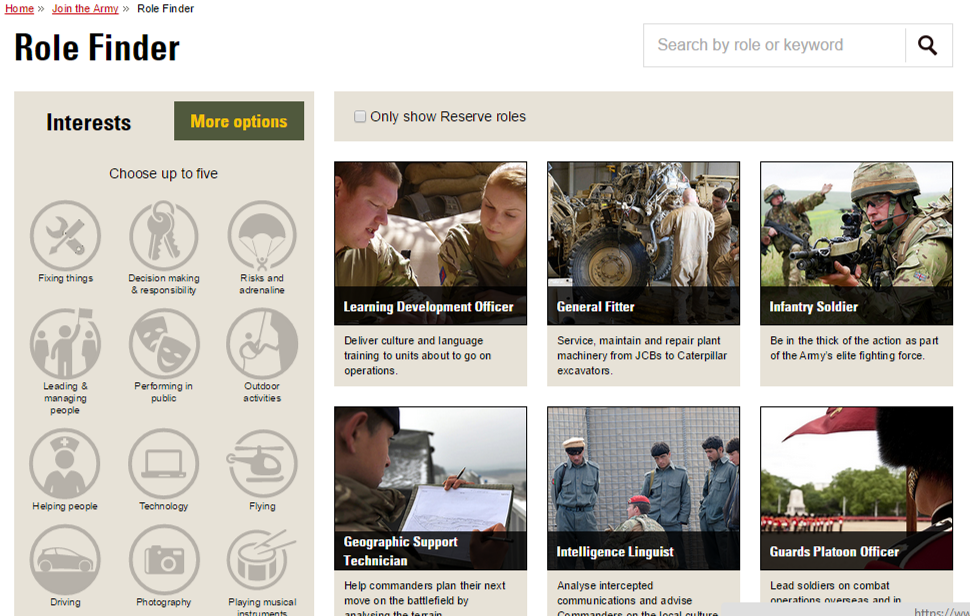 Home » Join the Army » Role Finder
Role Finder
Search by role or keyword
Interests
More options
Choose up to five
Fixing things
Decision making
& responsibility
Risks and
adrenaline
Leading &
managing
people
Performing in
public
Outdoor
activities
Helping people
Technology
Flying
Driving
Photography
Playing musical
instruments
Only show Reserve roles
Learning Development Officer
Deliver culture and language
training to units about to go on
operations.
General Fitter
Service, maintain and repair plant
machinery from JCBs to Caterpillar
excavators.
Infantry Soldier
Be in the thick of the action as part
of the Army's elite fighting force.
Geographic Support
Technician
Help commanders plan their next
move on the battlefield by
analysing the terrain
Intelligence Linguist
Analyse intercepted
communications and advise
Commanders on the local culture
Guards Platoon Officer
Lead soldiers on combat
operations overseas and in
https://ww